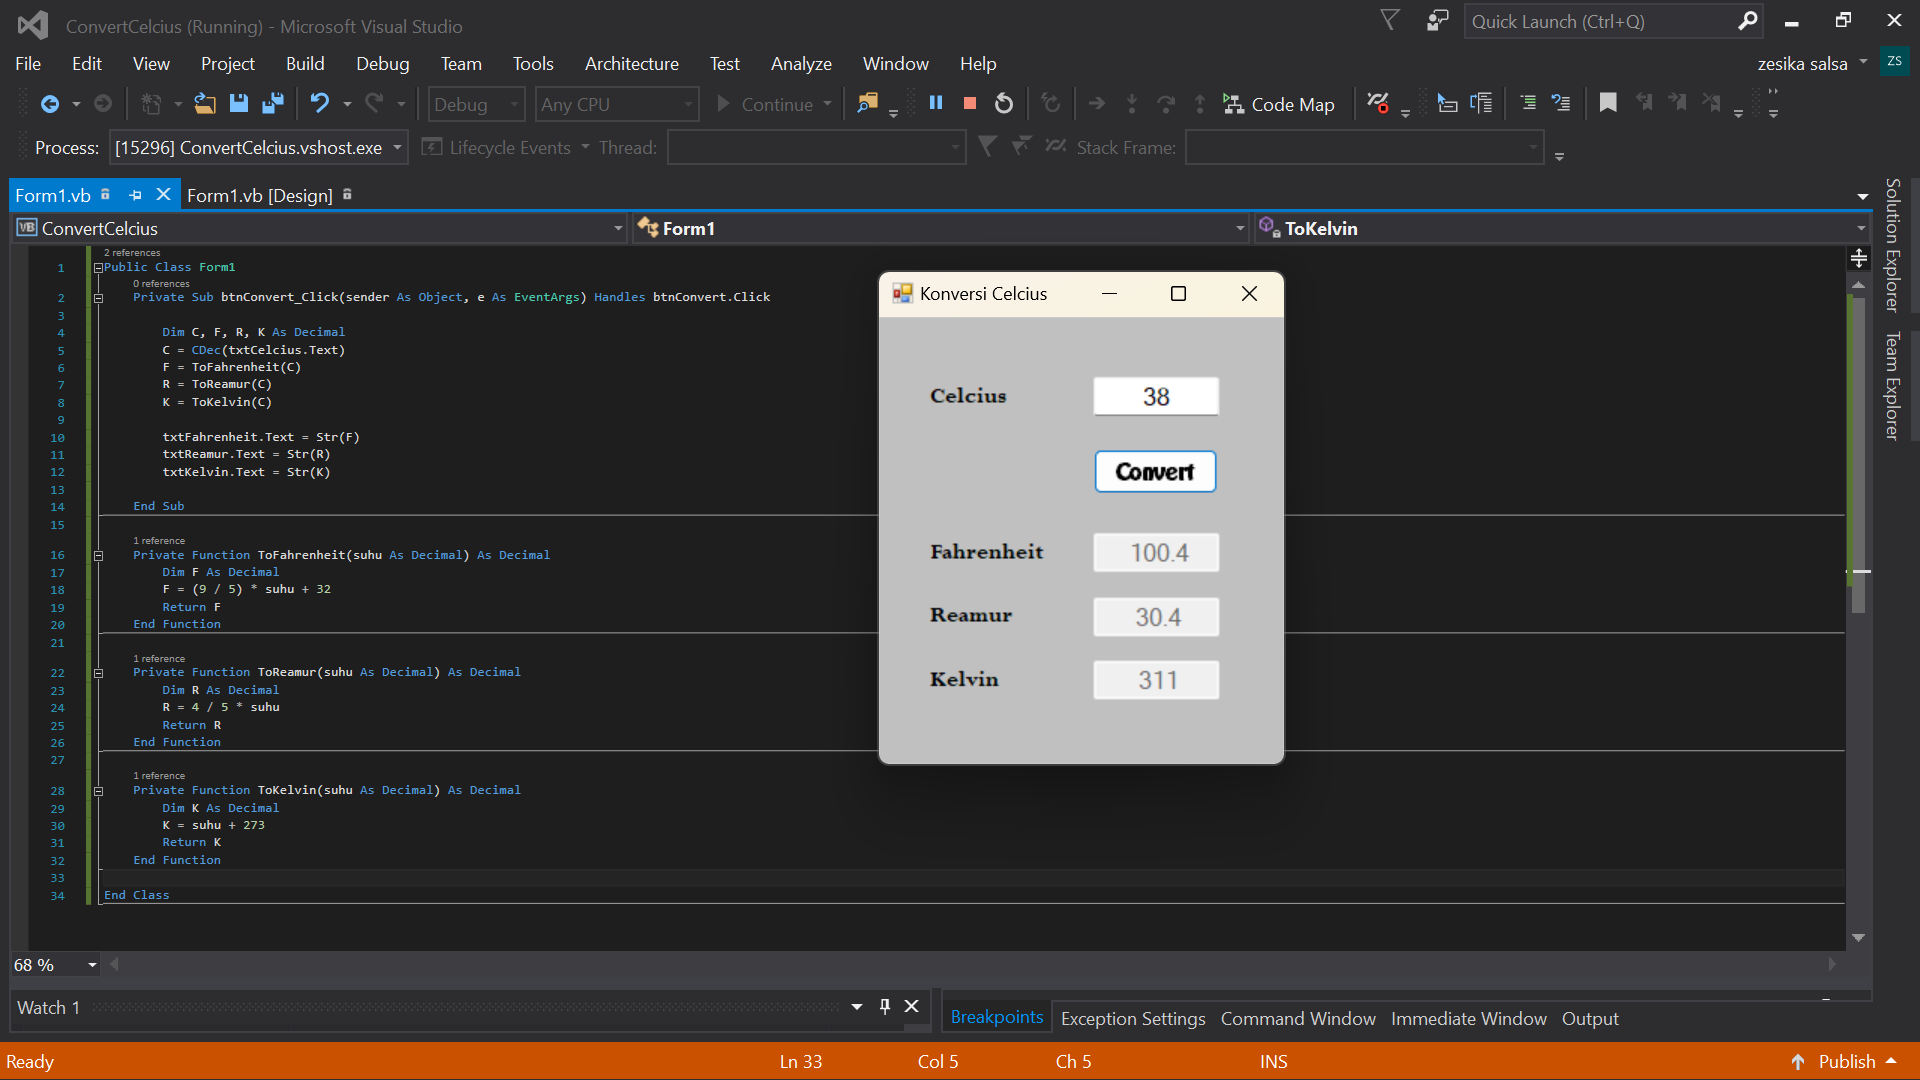 ConvertCelcius (Running) - Microsoft Visual Studio
Quick Launch (Ctrl+Q)
File Edit View Project Build Debug Team Tools Architecture Test Analyze Window Help
zesika salsa ZS
Debug Any CPU Continue Code Map
Process: [15296] ConvertCelcius.vshost.exe Lifecycle Events Thread: Stack Frame:
Form1.vb Form1.vb [Design]
VB ConvertCelcius Form1 ToKelvin
Solution Explorer
Team Explorer
2 references
1 Public Class Form1
0 references
2 Private Sub btnConvert_Click(sender As Object, e As EventArgs) Handles btnConvert.Click
3
4 Dim C, F, R, K As Decimal
5 C = CDec(txtCelcius.Text)
6 F = ToFahrenheit(C)
7 R = ToReamur(C)
8 K = ToKelvin(C)
9
10 txtFahrenheit.Text = Str(F)
11 txtReamur.Text = Str(R)
12 txtKelvin.Text = Str(K)
13
14 End Sub
15
1 reference
16 Private Function ToFahrenheit(suhu As Decimal) As Decimal
17 Dim F As Decimal
18 F = (9 / 5) * suhu + 32
19 Return F
20 End Function
21
1 reference
22 Private Function ToReamur(suhu As Decimal) As Decimal
23 Dim R As Decimal
24 R = 4 / 5 * suhu
25 Return R
26 End Function
27
1 reference
28 Private Function ToKelvin(suhu As Decimal) As Decimal
29 Dim K As Decimal
30 K = suhu + 273
31 Return K
32 End Function
33
34 End Class
Konversi Celcius
Celcius 38
Convert
Fahrenheit 100.4
Reamur 30.4
Kelvin 311
68 %
Watch 1
Breakpoints Exception Settings Command Window Immediate Window Output
Ready Ln 33 Col 5 Ch 5 INS Publish